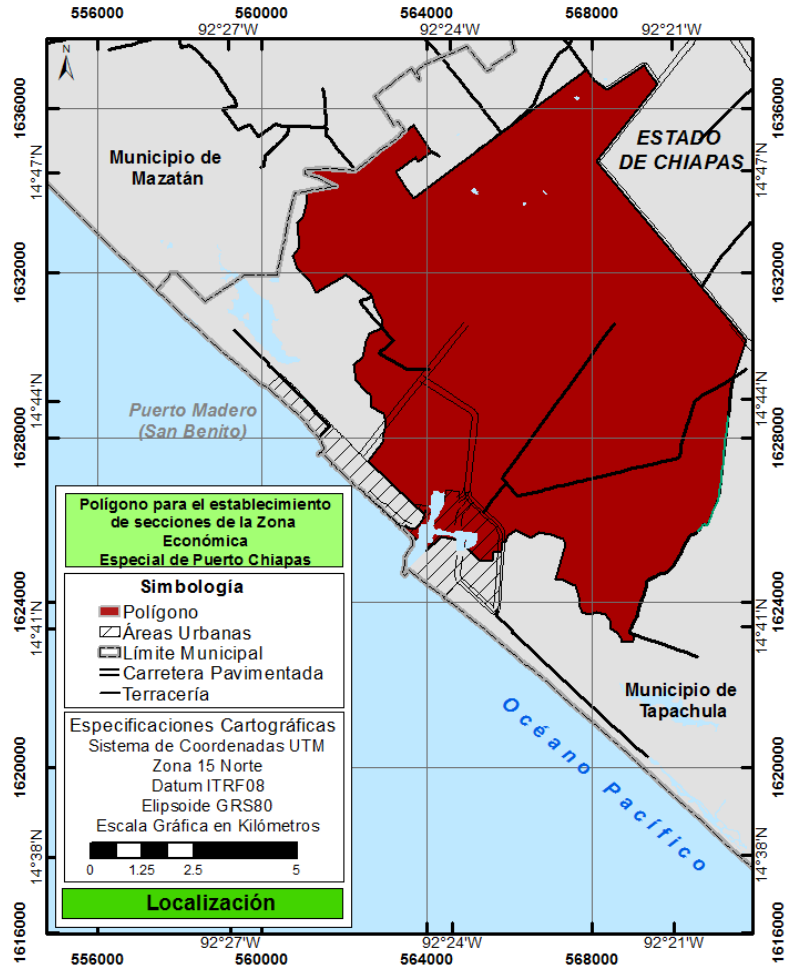 556000 560000 564000 568000
92°27'W 92°24'W 92°21'W
N
1636000
14°47'N
1632000
14°44'N
1628000
1624000
14°41'N
1620000
14°38'N
1616000
Municipio de
Mazatán
ESTADO
DE CHIAPAS
Puerto Madero
(San Benito)
Municipio de
Tapachula
Océano Pacífico
Polígono para el establecimiento
de secciones de la Zona
Económica
Especial de Puerto Chiapas
Simbología
Polígono
Áreas Urbanas
Límite Municipal
Carretera Pavimentada
Terracería
Especificaciones Cartográficas
Sistema de Coordenadas UTM
Zona 15 Norte
Datum ITRF08
Elipsoide GRS80
Escala Gráfica en Kilómetros
0 1.25 2.5 5
Localización
1636000
14°47'N
1632000
14°44'N
1628000
1624000
14°41'N
1620000
14°38'N
1616000
92°27'W 92°24'W 92°21'W
556000 560000 564000 568000